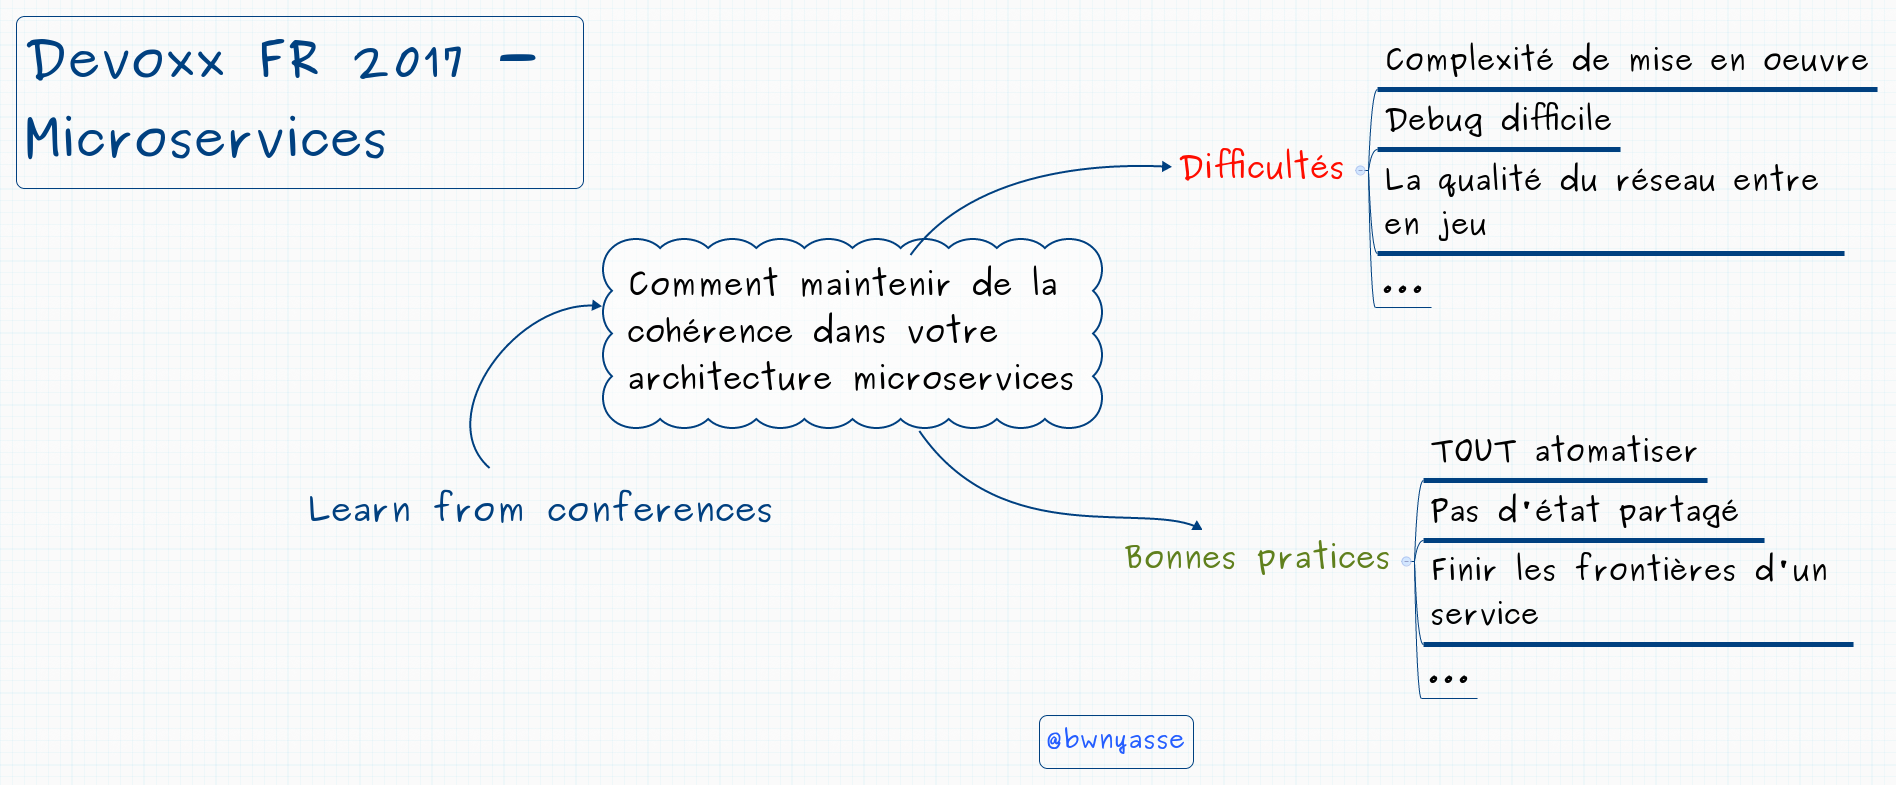 Devoxx FR 2017 -
Microservices
Complexité de mise en oeuvre
Debug difficile
Difficultés
La qualité du réseau entre
en jeu
...
Comment maintenir de la
cohérence dans votre
architecture microservices
Learn from conferences
TOUT atomatiser
Pas d'état partagé
Bonnes pratices
Finir les frontières d'un
service
...
@bwnyasse